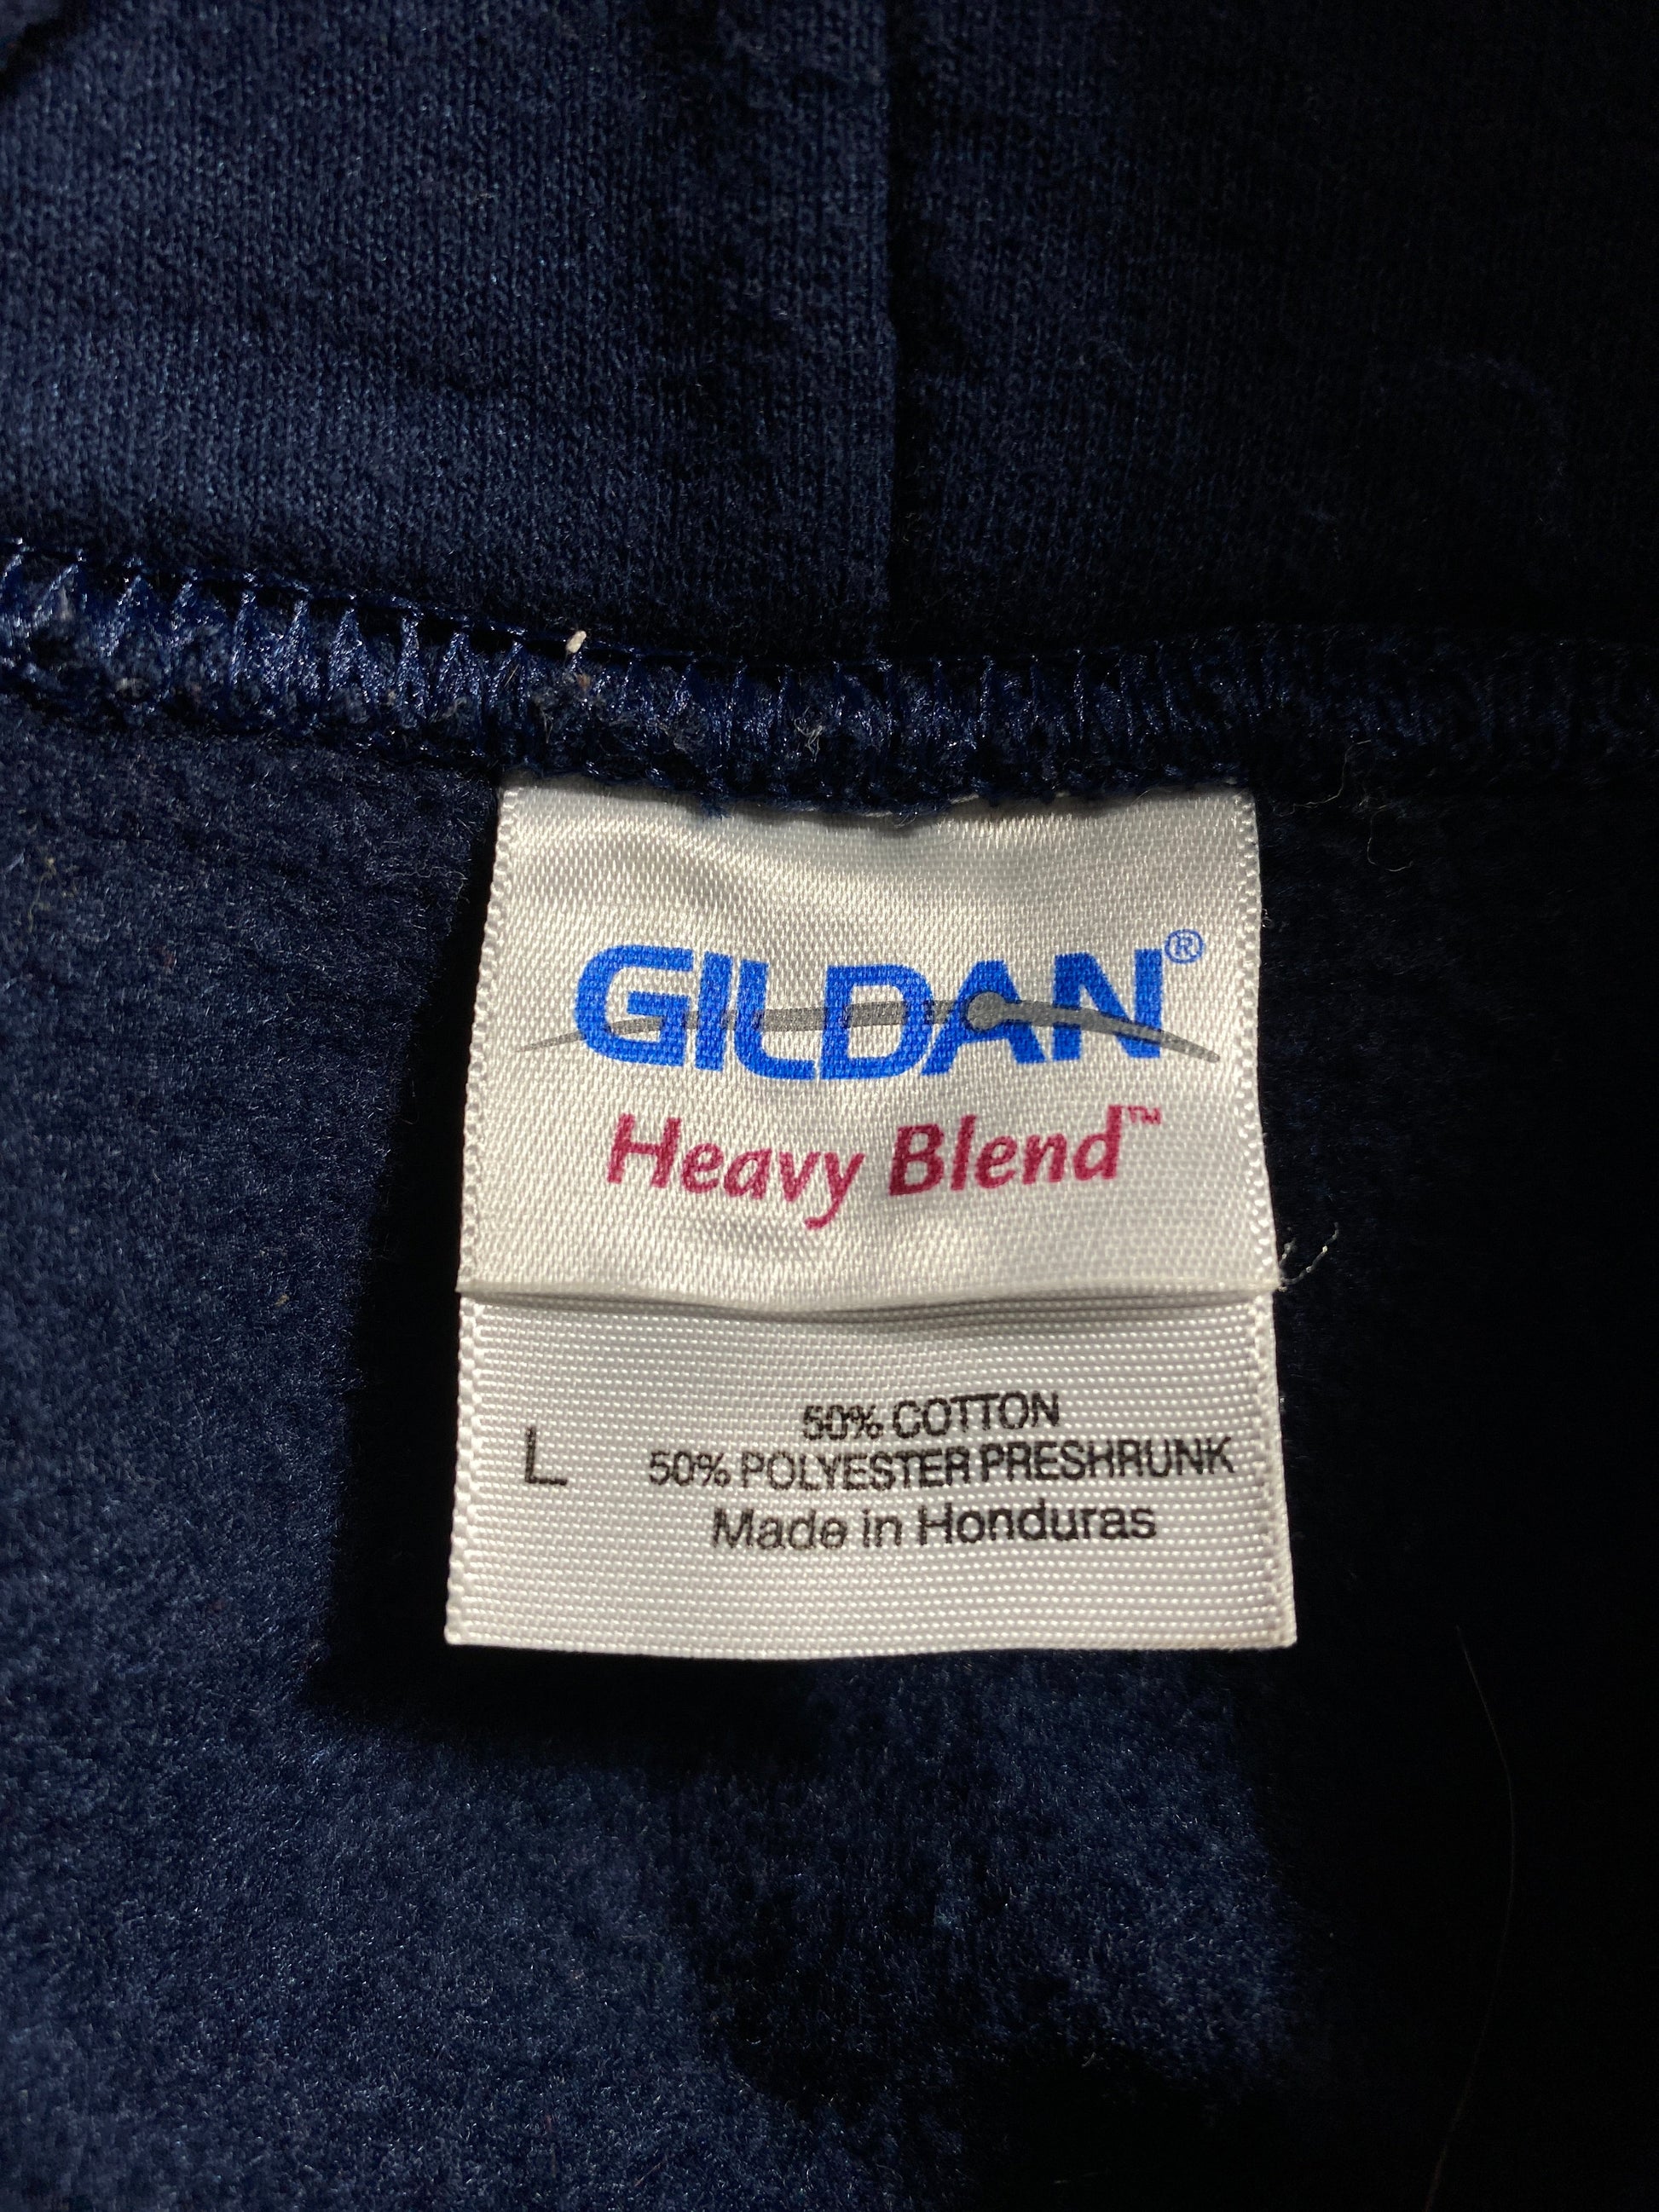 GILDAN®
Heavy Blend™
L
50% COTTON
50% POLYESTER PRESHRUNK
Made in Honduras